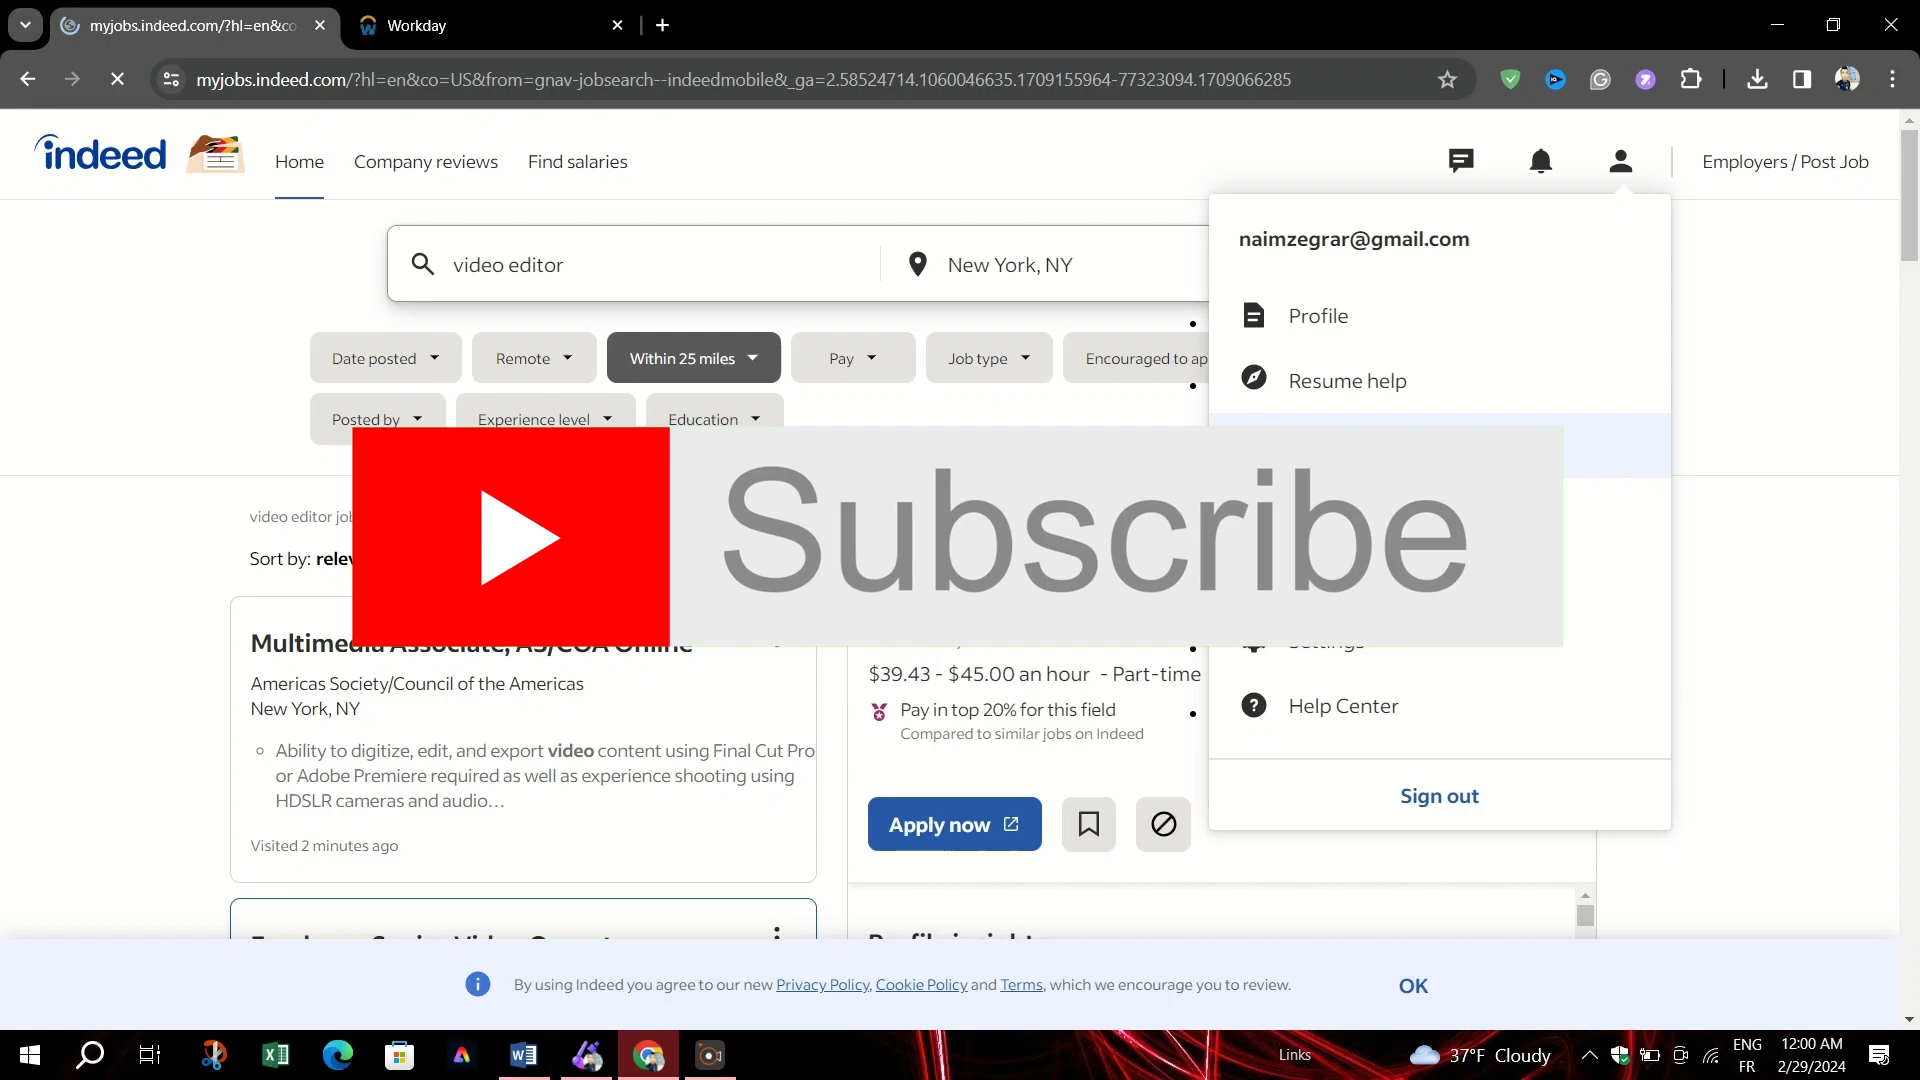 myjobs.indeed.com/?hl=en&co
Workday
myjobs.indeed.com/?hl=en&co=US&from=gnav-jobsearch--indeedmobile&_ga=2.58524714.1060046635.1709155964-77323094.1709066285
indeed
Home
Company reviews
Find salaries
Employers / Post Job
naimzegrar@gmail.com
video editor
New York, NY
Profile
Date posted
Remote
Within 25 miles
Pay
Job type
Encouraged to ap
Resume help
Posted by
Experience level
Education
Subscribe
video editor job
Sort by: relev
Multimedia Associate, AS/COA Online
Settings
Americas Society/Council of the Americas
New York, NY
$39.43 - $45.00 an hour - Part-time
Pay in top 20% for this field
Compared to similar jobs on Indeed
Help Center
Ability to digitize, edit, and export video content using Final Cut Pro
or Adobe Premiere required as well as experience shooting using
HDSLR cameras and audio...
Visited 2 minutes ago
Apply now
Sign out
By using Indeed you agree to our new Privacy Policy, Cookie Policy and Terms, which we encourage you to review.
OK
Links
37°F Cloudy
ENG
FR
12:00 AM
2/29/2024